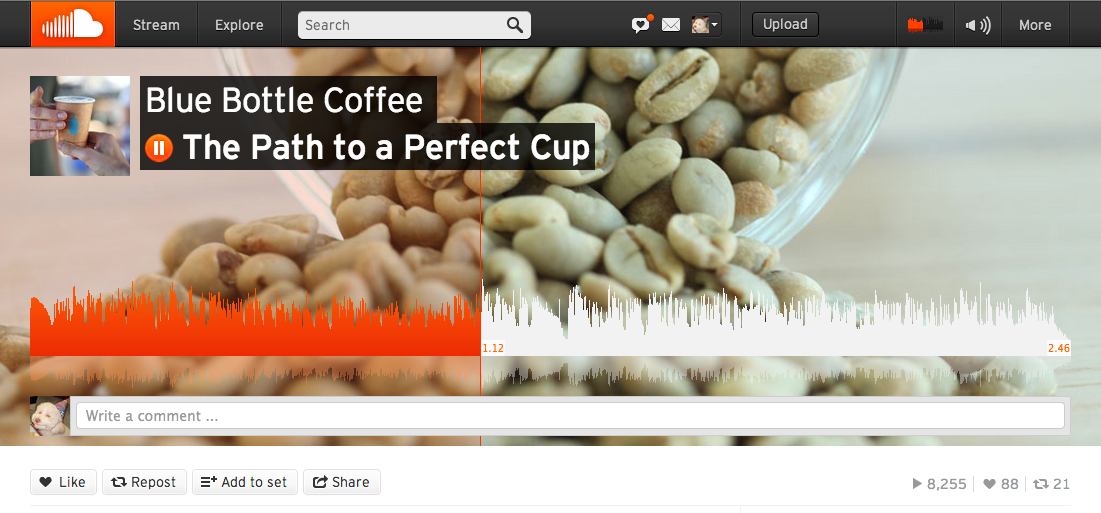 Stream
Explore
Search
Upload
More
Blue Bottle Coffee
The Path to a Perfect Cup
1.12
2.46
Write a comment ...
Like
Repost
Add to set
Share
8,255
88
21